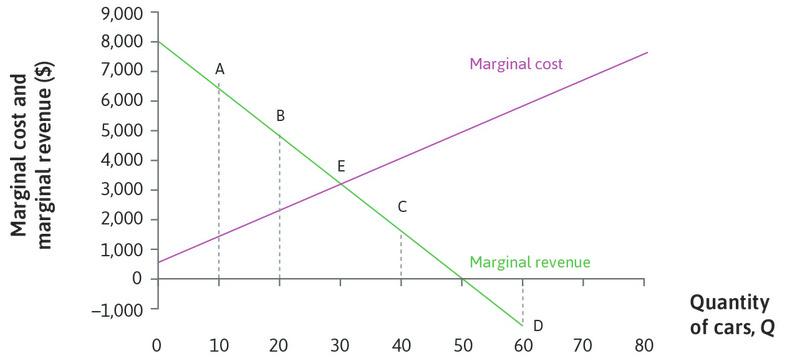 Marginal cost and
marginal revenue ($)
9,000
8,000
7,000
6,000
5,000
4,000
3,000
2,000
1,000
0
−1,000
A
B
E
C
D
Marginal cost
Marginal revenue
0 10 20 30 40 50 60 70 80
Quantity
of cars, Q